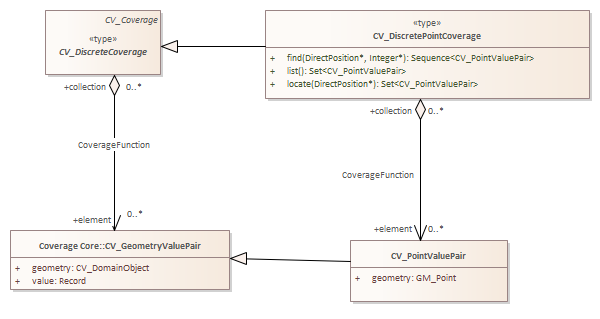 CV_Coverage
«type»
CV_DiscreteCoverage
«type»
CV_DiscretePointCoverage
+ find(DirectPosition*, Integer*): Sequence<CV_PointValuePair>
+ list(): Set<CV_PointValuePair>
+ locate(DirectPosition*): Set<CV_PointValuePair>
+collection 0..*
+collection 0..*
CoverageFunction
CoverageFunction
+element 0..*
+element 0..*
Coverage Core::CV_GeometryValuePair
+ geometry: CV_DomainObject
+ value: Record
CV_PointValuePair
+ geometry: GM_Point